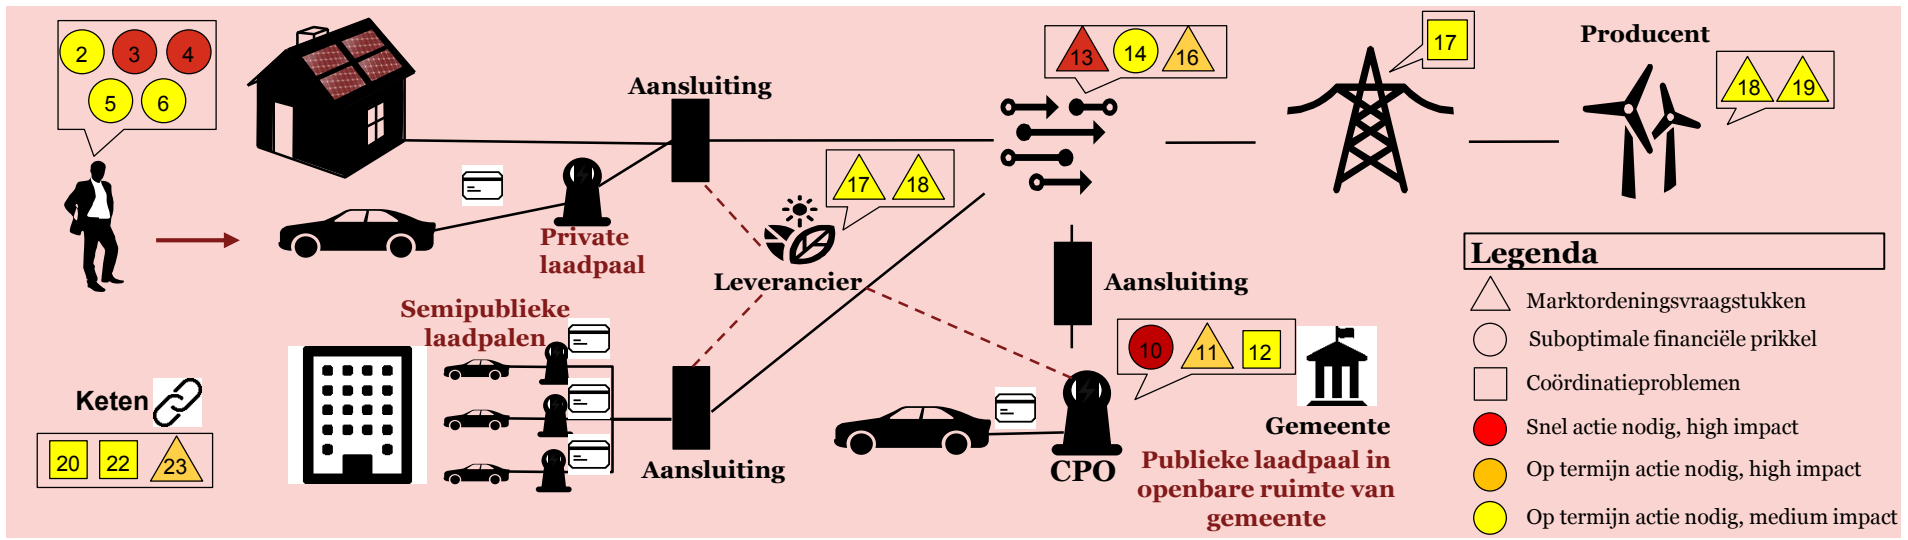 2 3 4
5 6
Aansluiting
13 14 16
17
Producent
18 19
17 18
Private
laadpaal
Leverancier
Aansluiting
Semipublieke
laadpalen
10 11 12
Keten
20 22 23
Aansluiting
CPO
Gemeente
Publieke laadpaal in
openbare ruimte van
gemeente
Legenda
Marktordeningsvraagstukken
Suboptimale financiële prikkel
Coördinatieproblemen
Snel actie nodig, high impact
Op termijn actie nodig, high impact
Op termijn actie nodig, medium impact